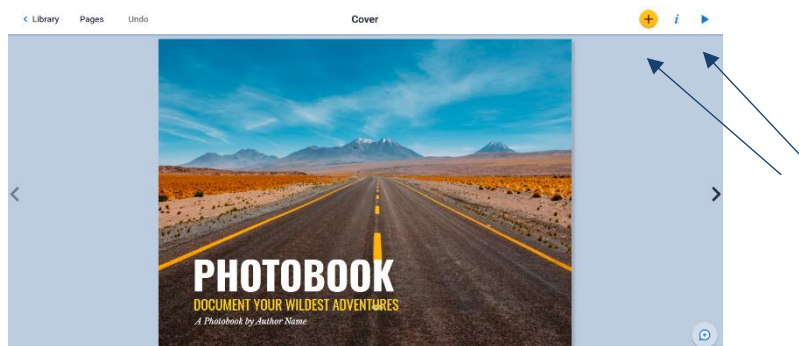 Library Pages Undo Cover + i
PHOTOBOOK
DOCUMENT YOUR WILDEST ADVENTURES
A Photobook by Author Name